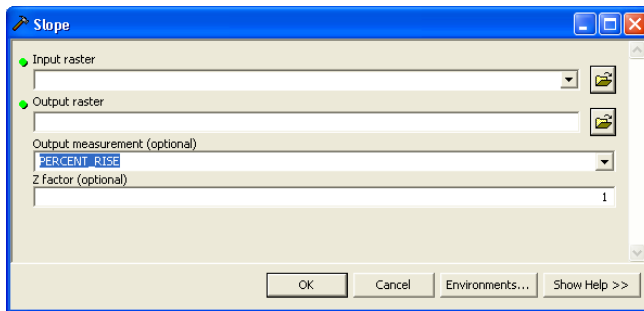 Slope
Input raster
Output raster
Output measurement (optional)
PERCENT_RISE
Z factor (optional)
1
OK Cancel Environments... Show Help >>